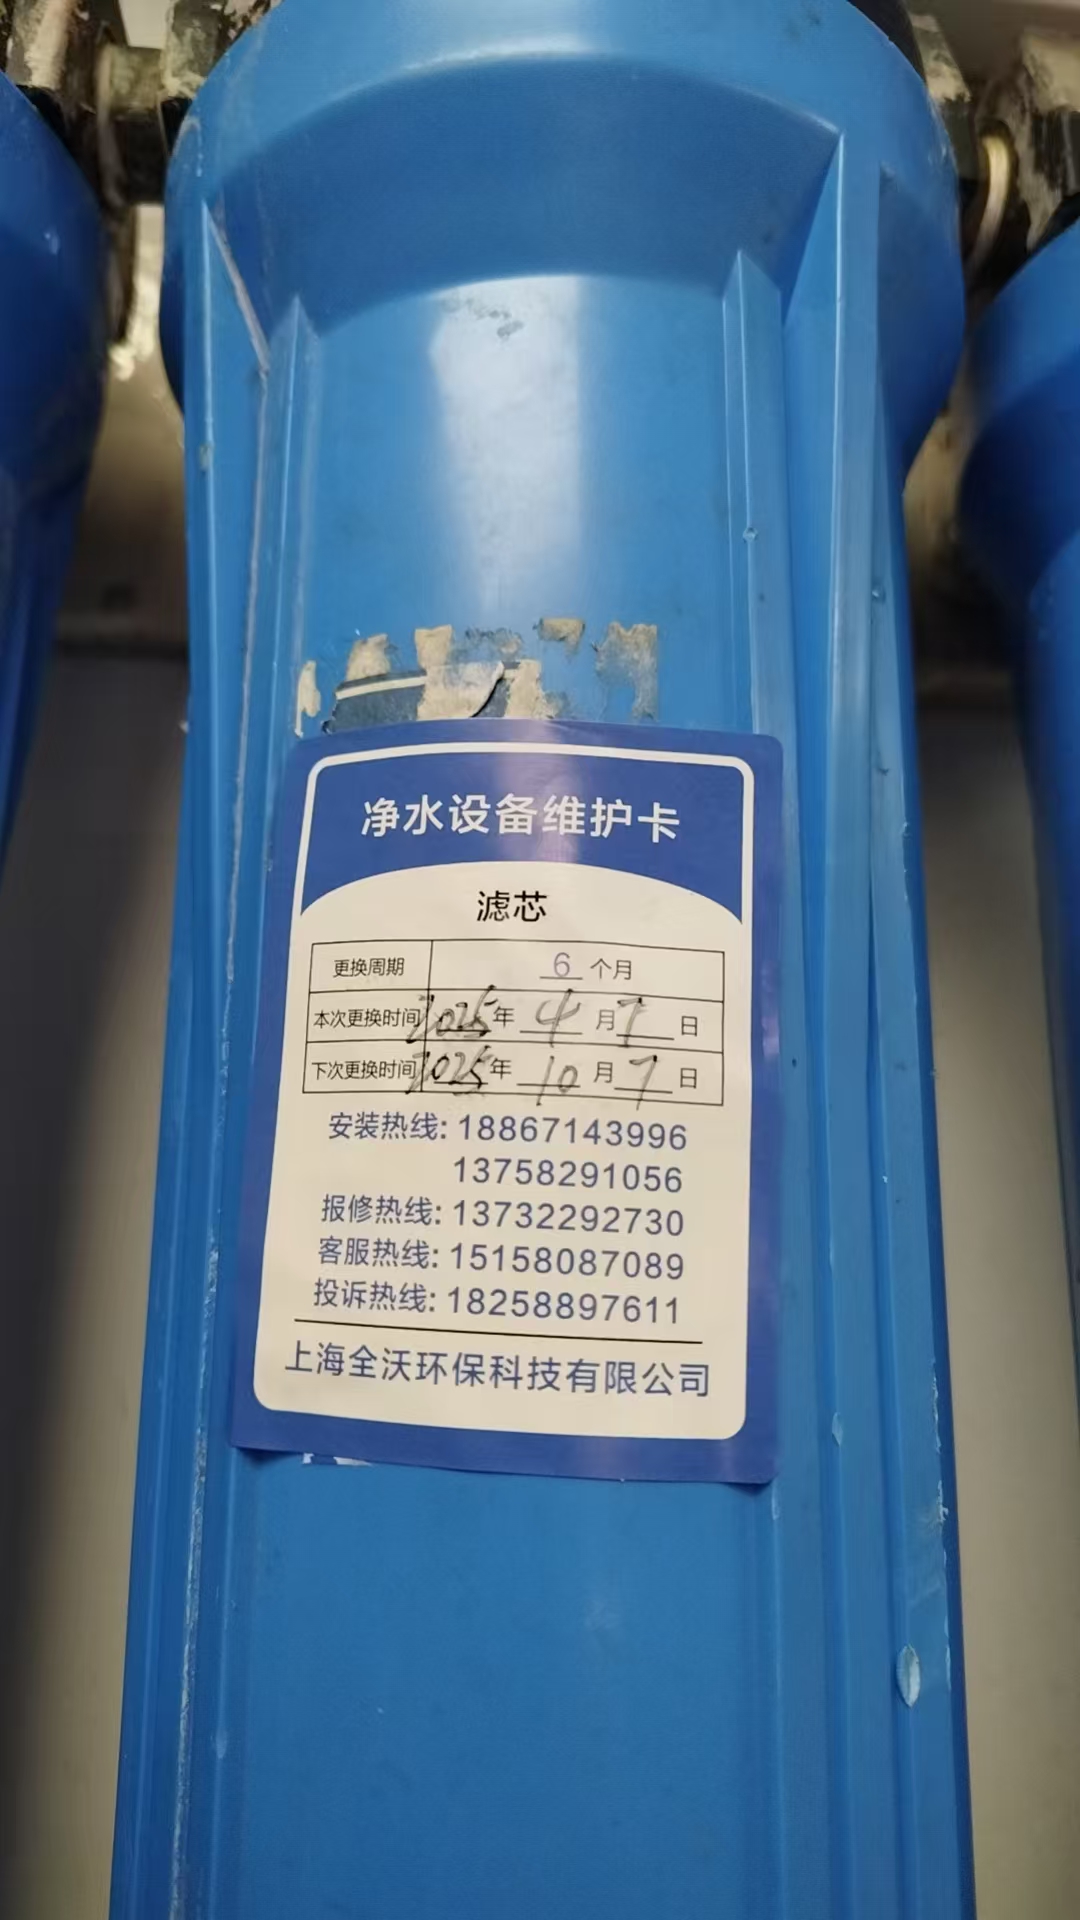 净水设备维护卡
滤芯
更换周期 6 个月
本次更换时间 2025 年 4 月 7 日
下次更换时间 2025 年 10 月 7 日
安装热线: 18867143996
13758291056
报修热线: 13732292730
客服热线: 15158087089
投诉热线: 18258897611
上海全沃环保科技有限公司